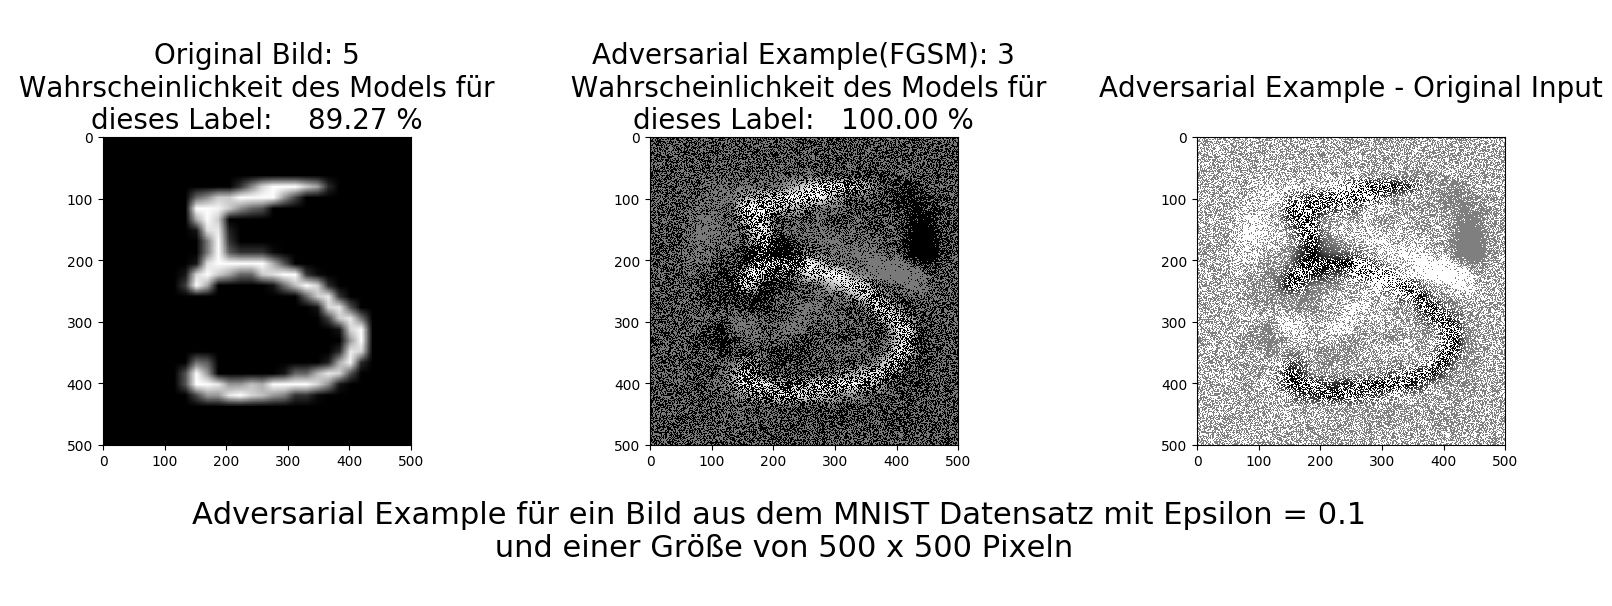 Original Bild: 5
Wahrscheinlichkeit des Models für
dieses Label: 89.27 %
0
100
200
300
400
500
0 100 200 300 400 500
5
Adversarial Example(FGSM): 3
Wahrscheinlichkeit des Models für
dieses Label: 100.00 %
0
100
200
300
400
500
0 100 200 300 400 500
5
Adversarial Example - Original Input
0
100
200
300
400
500
0 100 200 300 400 500
5
Adversarial Example für ein Bild aus dem MNIST Datensatz mit Epsilon = 0.1
und einer Größe von 500 x 500 Pixeln